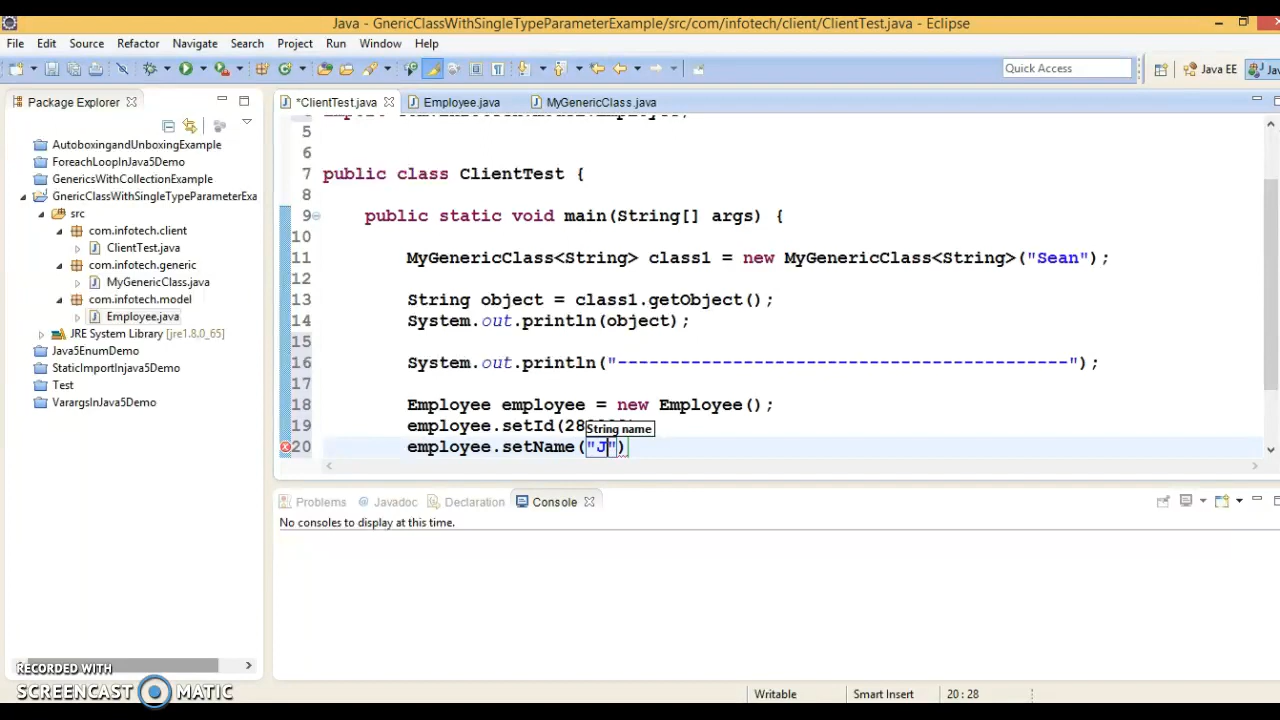 Java - GnericClassWithSingleTypeParameterExample/src/com/infotech/client/ClientTest.java - Eclipse
File Edit Source Refactor Navigate Search Project Run Window Help
Quick Access Java EE
Package Explorer
*ClientTest.java Employee.java MyGenericClass.java
AutoboxingandUnboxingExample
ForeachLoopInJava5Demo
GenericsWithCollectionExample
GnericClassWithSingleTypeParameterExa
src
com.infotech.client
ClientTest.java
com.infotech.generic
MyGenericClass.java
com.infotech.model
Employee.java
JRE System Library [jre1.8.0_65]
Java5EnumDemo
StaticImportInjava5Demo
Test
VarargsInJava5Demo
5
6
7 public class ClientTest {
8
9 public static void main(String[] args) {
10
11 MyGenericClass<String> class1 = new MyGenericClass<String>("Sean");
12
13 String object = class1.getObject();
14 System.out.println(object);
15
16 System.out.println("-------------------------------------------");
17
18 Employee employee = new Employee();
19 employee.setId(28
String name
20 employee.setName("J")
Problems @ Javadoc Declaration Console
No consoles to display at this time.
RECORDED WITH
SCREENCAST MATIC
Writable Smart Insert 20 : 28